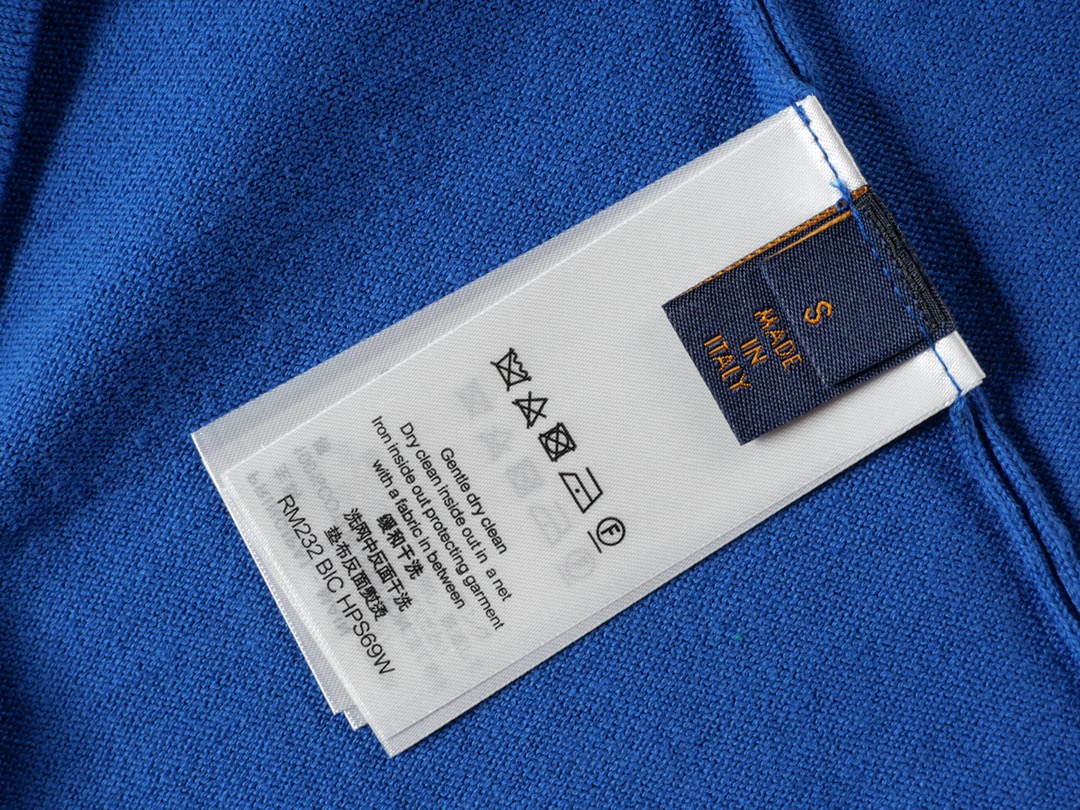 S
MADE
IN
ITALY
F
Gentle dry clean
Dry clean inside out in a net
Iron inside out protecting garment
with a fabric in between
缓和干洗
洗网中反面干洗
垫布反面熨烫
RM232 BIC HPS69W